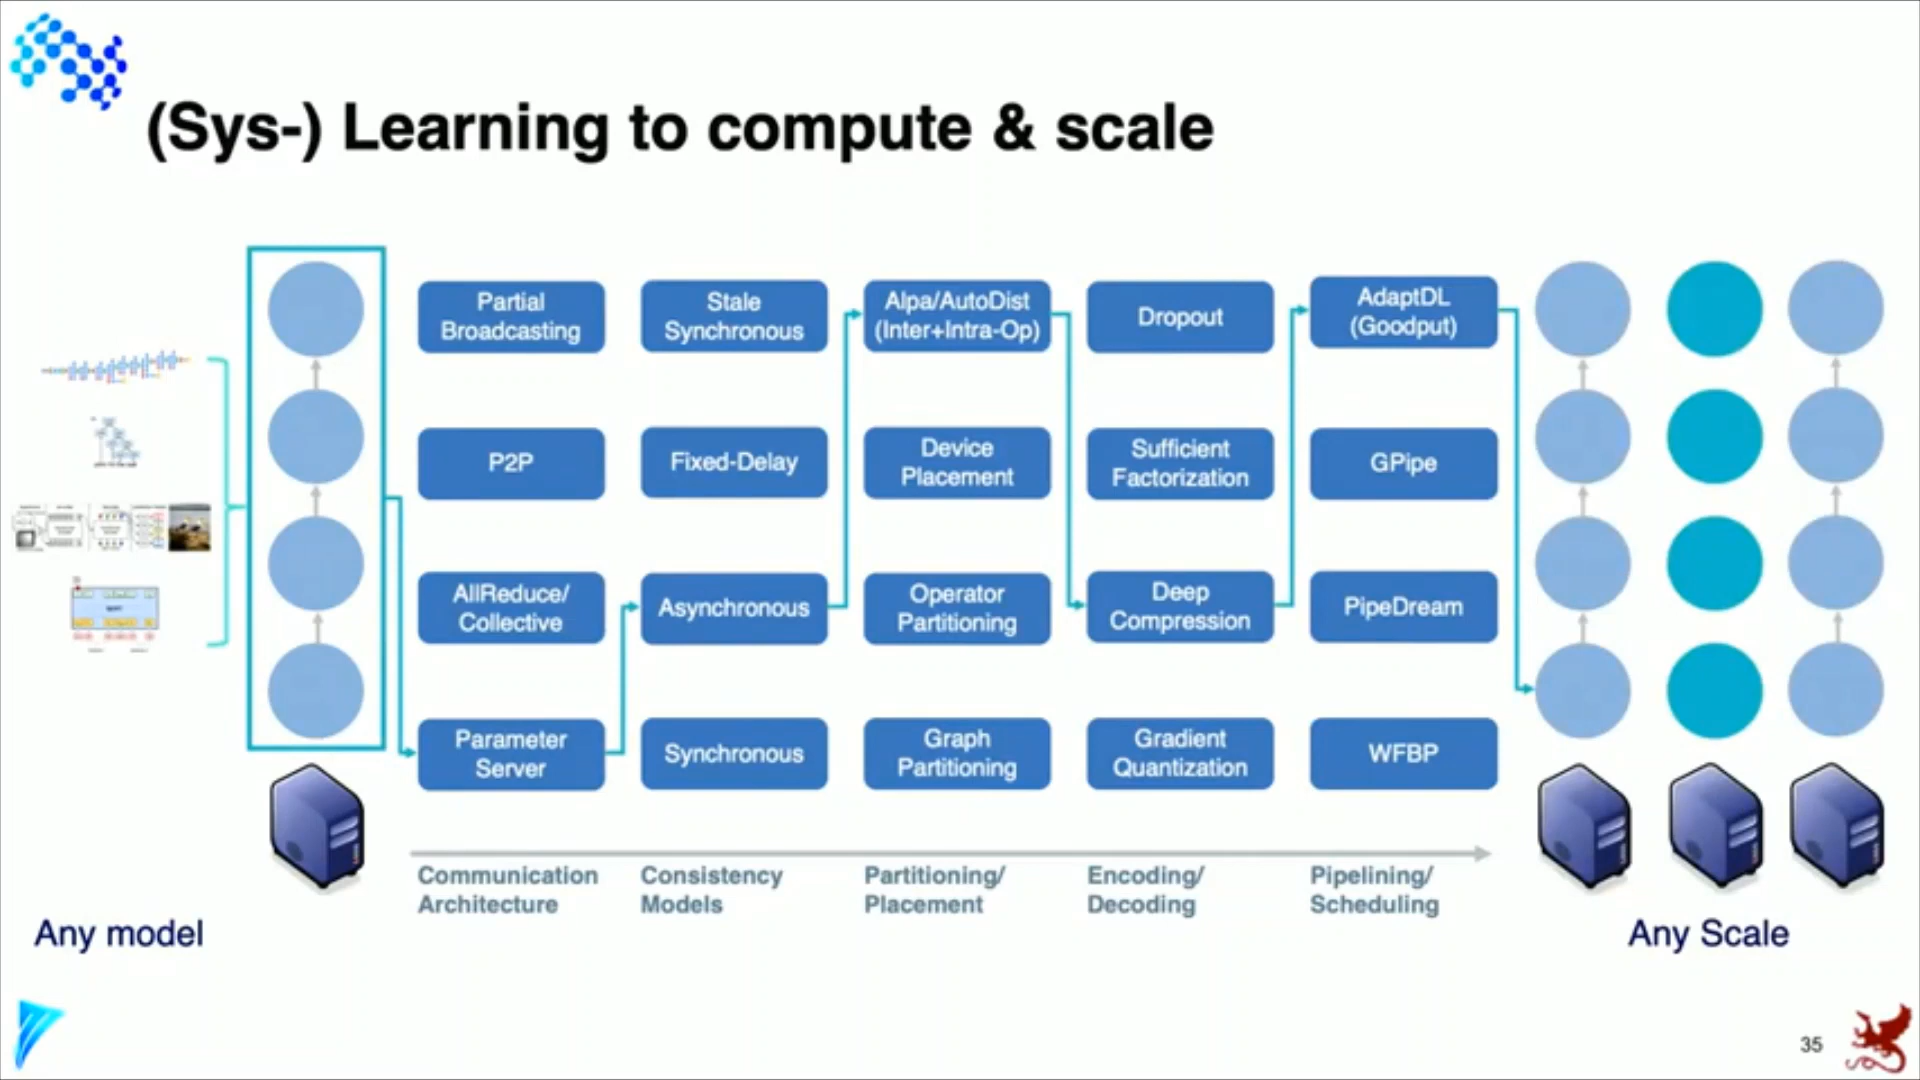 (Sys-) Learning to compute & scale
Partial
Broadcasting
Stale
Synchronous
Alpa/AutoDist
(Inter+Intra-Op)
Dropout
AdaptDL
(Goodput)
P2P
Fixed-Delay
Device
Placement
Sufficient
Factorization
GPipe
AllReduce/
Collective
Asynchronous
Operator
Partitioning
Deep
Compression
PipeDream
Parameter
Server
Synchronous
Graph
Partitioning
Gradient
Quantization
WFBP
Communication
Architecture
Consistency
Models
Partitioning/
Placement
Encoding/
Decoding
Pipelining/
Scheduling
Any model
Any Scale
35